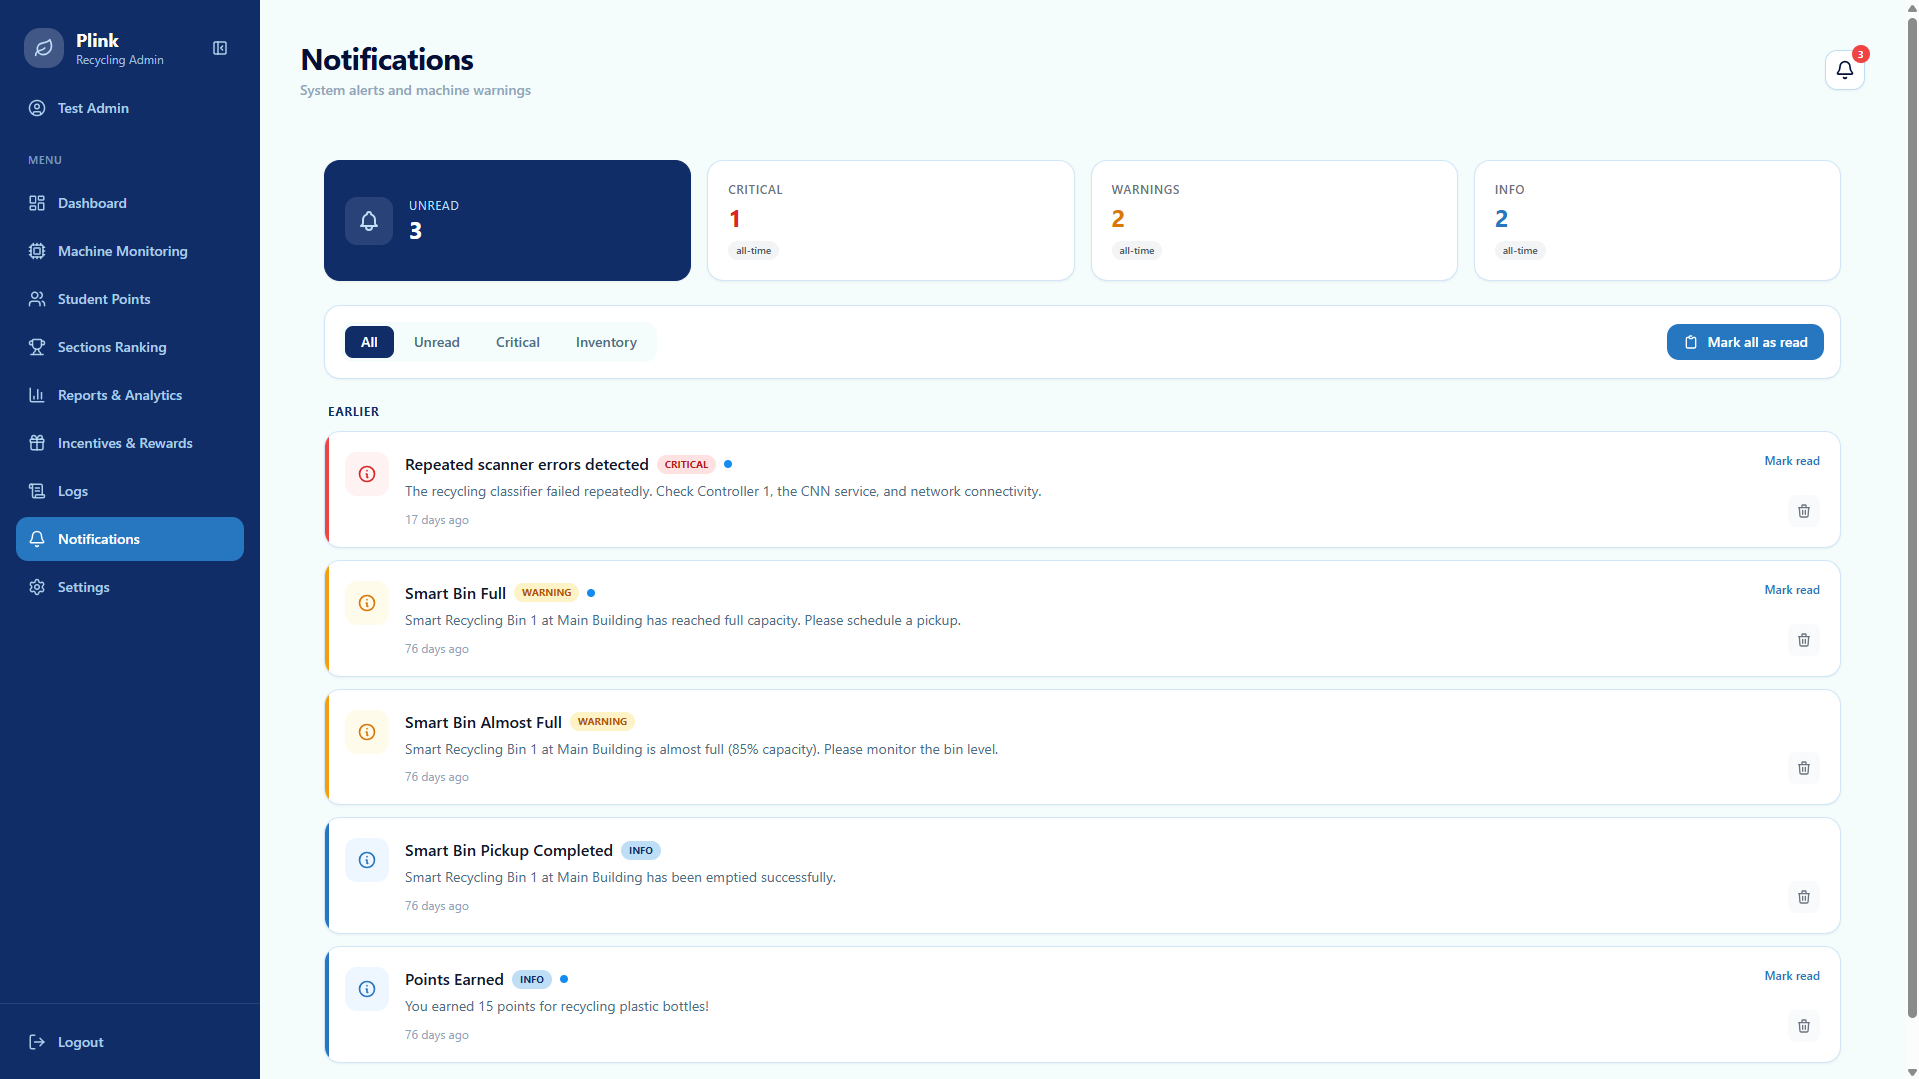 Plink
Recycling Admin
Test Admin
MENU
Dashboard
Machine Monitoring
Student Points
Sections Ranking
Reports & Analytics
Incentives & Rewards
Logs
Notifications
Settings
Logout
Notifications
System alerts and machine warnings
3
UNREAD
3
CRITICAL
1
all-time
WARNINGS
2
all-time
INFO
2
all-time
All Unread Critical Inventory
Mark all as read
EARLIER
Repeated scanner errors detected CRITICAL
Mark read
The recycling classifier failed repeatedly. Check Controller 1, the CNN service, and network connectivity.
17 days ago
Smart Bin Full WARNING
Mark read
Smart Recycling Bin 1 at Main Building has reached full capacity. Please schedule a pickup.
76 days ago
Smart Bin Almost Full WARNING
Smart Recycling Bin 1 at Main Building is almost full (85% capacity). Please monitor the bin level.
76 days ago
Smart Bin Pickup Completed INFO
Smart Recycling Bin 1 at Main Building has been emptied successfully.
76 days ago
Points Earned INFO
Mark read
You earned 15 points for recycling plastic bottles!
76 days ago